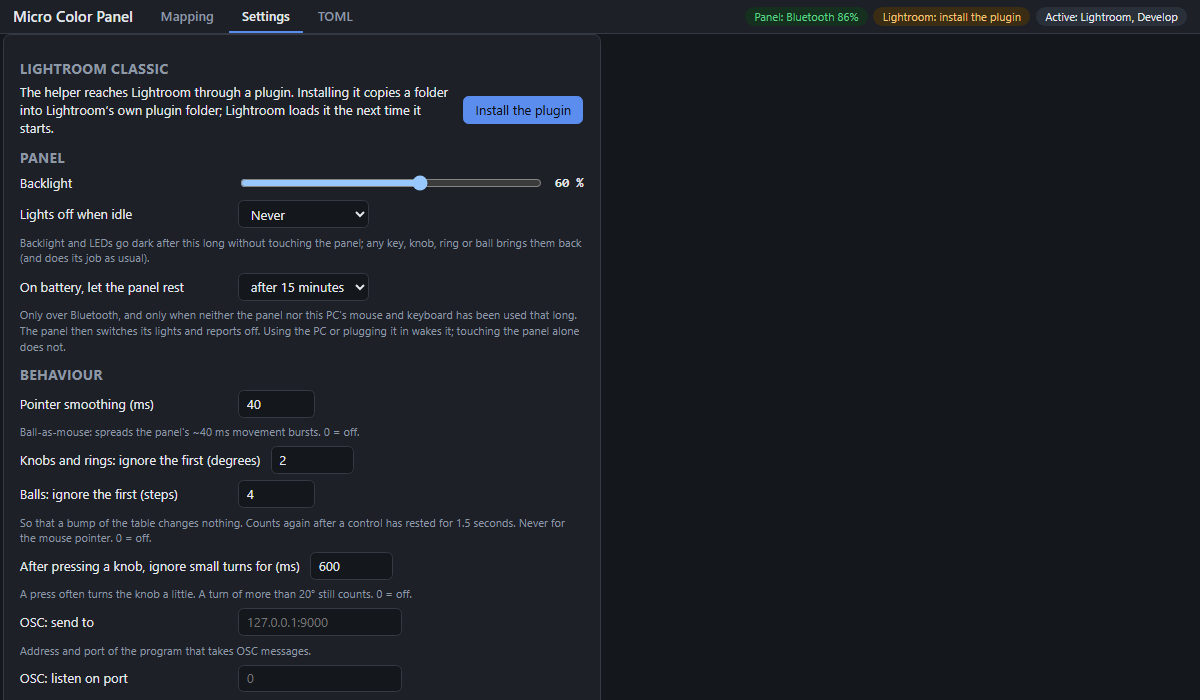 Micro Color Panel Mapping Settings TOML Panel: Bluetooth 86% Lightroom: install the plugin Active: Lightroom, Develop
LIGHTROOM CLASSIC
The helper reaches Lightroom through a plugin. Installing it copies a folder
into Lightroom's own plugin folder; Lightroom loads it the next time it
starts.
Install the plugin
PANEL
Backlight 60 %
Lights off when idle Never
Backlight and LEDs go dark after this long without touching the panel; any key, knob, ring or ball brings them back
(and does its job as usual).
On battery, let the panel rest after 15 minutes
Only over Bluetooth, and only when neither the panel nor this PC's mouse and keyboard has been used that long.
The panel then switches its lights and reports off. Using the PC or plugging it in wakes it; touching the panel alone
does not.
BEHAVIOUR
Pointer smoothing (ms) 40
Ball-as-mouse: spreads the panel's ~40 ms movement bursts. 0 = off.
Knobs and rings: ignore the first (degrees) 2
Balls: ignore the first (steps) 4
So that a bump of the table changes nothing. Counts again after a control has rested for 1.5 seconds. Never for
the mouse pointer. 0 = off.
After pressing a knob, ignore small turns for (ms) 600
A press often turns the knob a little. A turn of more than 20° still counts. 0 = off.
OSC: send to 127.0.0.1:9000
Address and port of the program that takes OSC messages.
OSC: listen on port 0